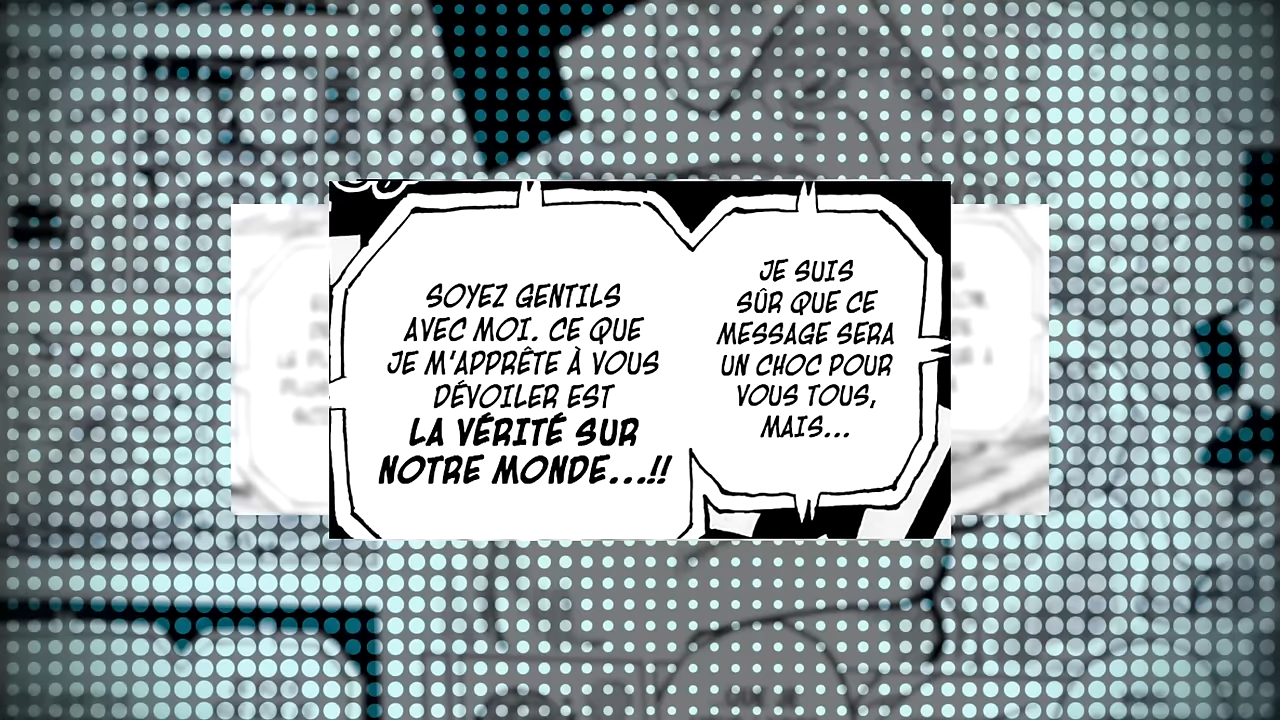 JE SUIS
SÛR QUE CE
MESSAGE SERA
UN CHOC POUR
VOUS TOUS,
MAIS...
SOYEZ GENTILS
AVEC MOI. CE QUE
JE M'APPRÊTE À VOUS
DÉVOILER EST
LA VÉRITÉ SUR
NOTRE MONDE...!!